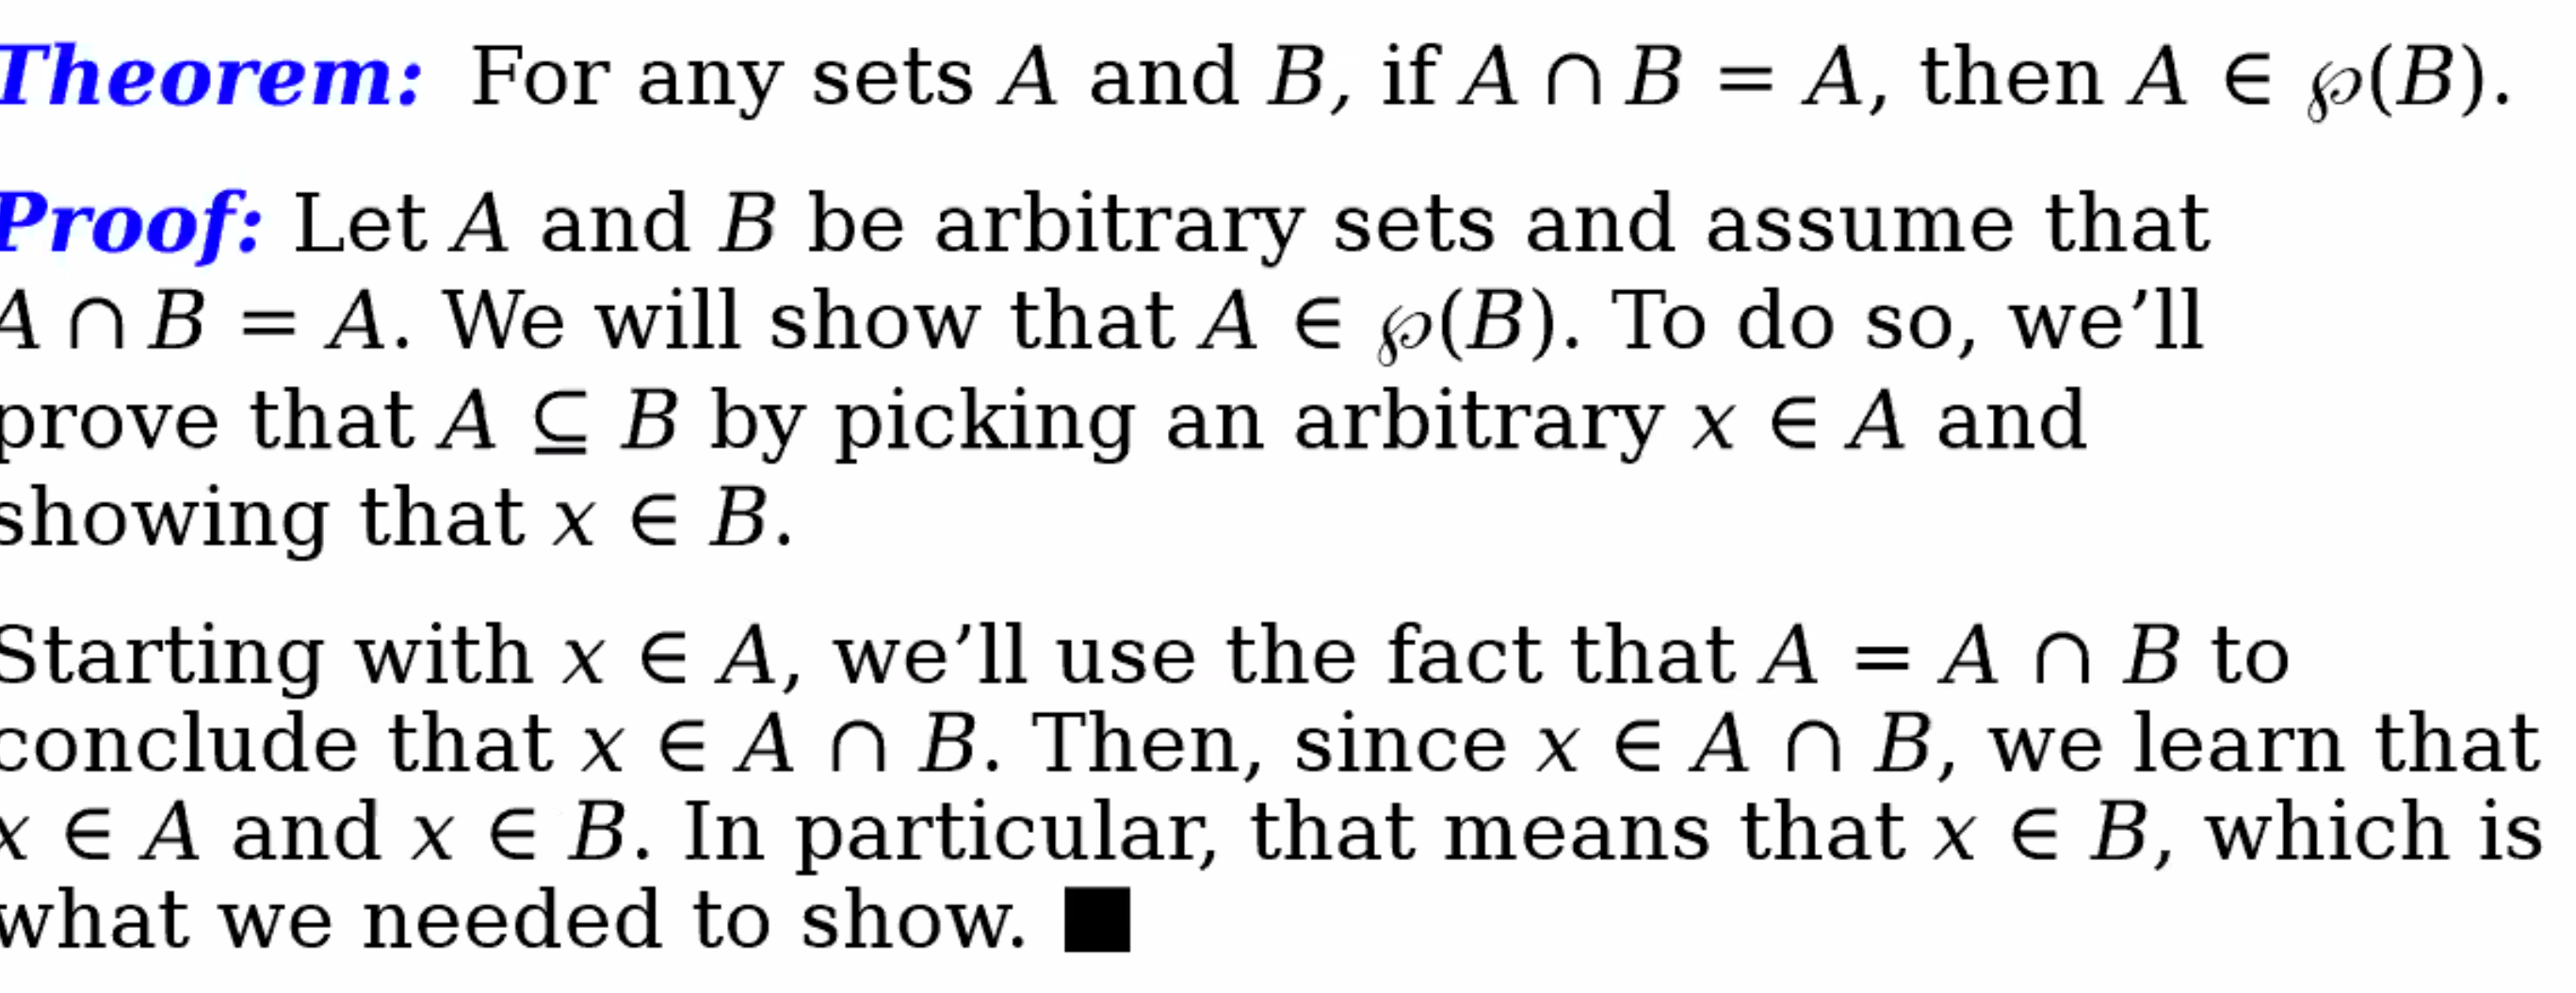 Theorem: For any sets A and B, if A ∩ B = A, then A ∈ ℘(B).
Proof: Let A and B be arbitrary sets and assume that
A ∩ B = A. We will show that A ∈ ℘(B). To do so, we’ll
prove that A ⊆ B by picking an arbitrary x ∈ A and
showing that x ∈ B.
Starting with x ∈ A, we’ll use the fact that A = A ∩ B to
conclude that x ∈ A ∩ B. Then, since x ∈ A ∩ B, we learn that
x ∈ A and x ∈ B. In particular, that means that x ∈ B, which is
what we needed to show. ■